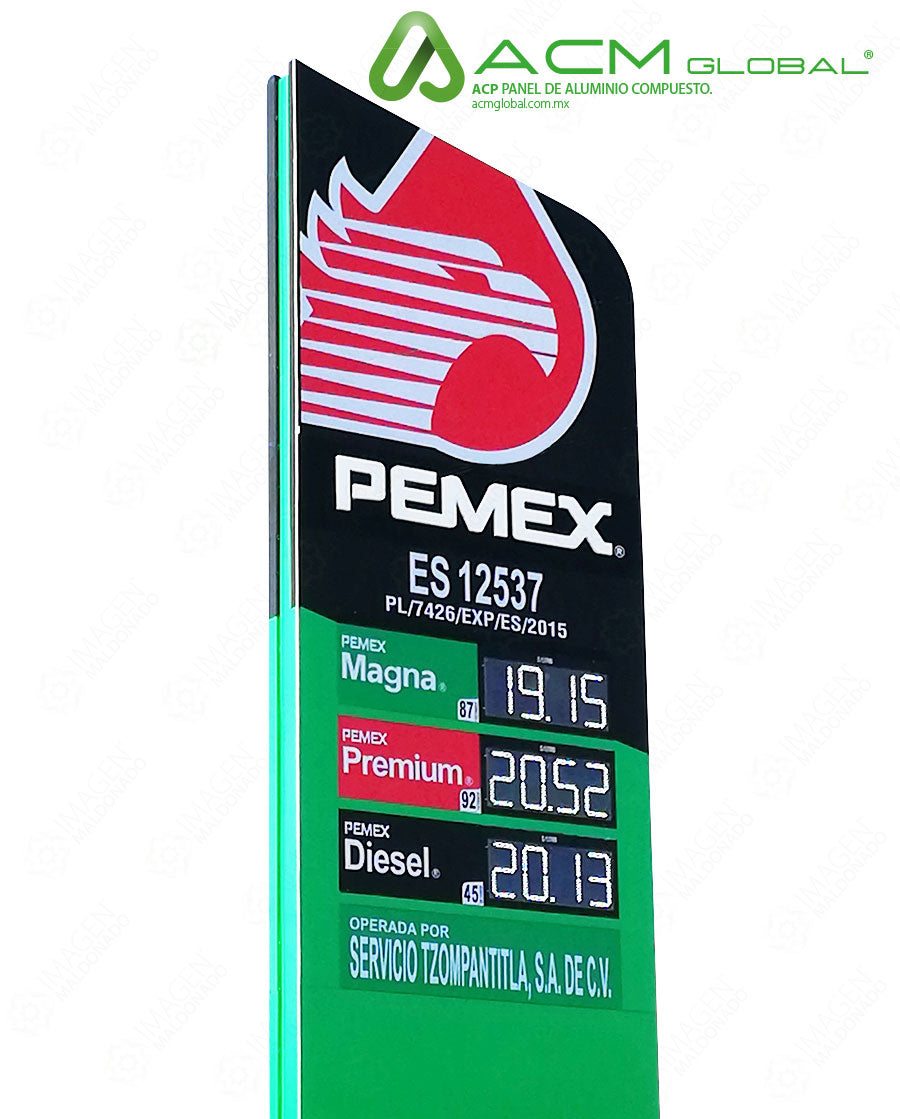 ACM GLOBAL®
ACP PANEL DE ALUMINIO COMPUESTO.
acmglobal.com.mx
PEMEX®
ES 12537
PL/7426/EXP/ES/2015
PEMEX
Magna®
87
19.15
PEMEX
Premium®
92
20.52
PEMEX
Diesel®
45
20.13
OPERADA POR
SERVICIO TZOMPANTITLA, S.A. DE C.V.
IMAGEN
MALDONADO